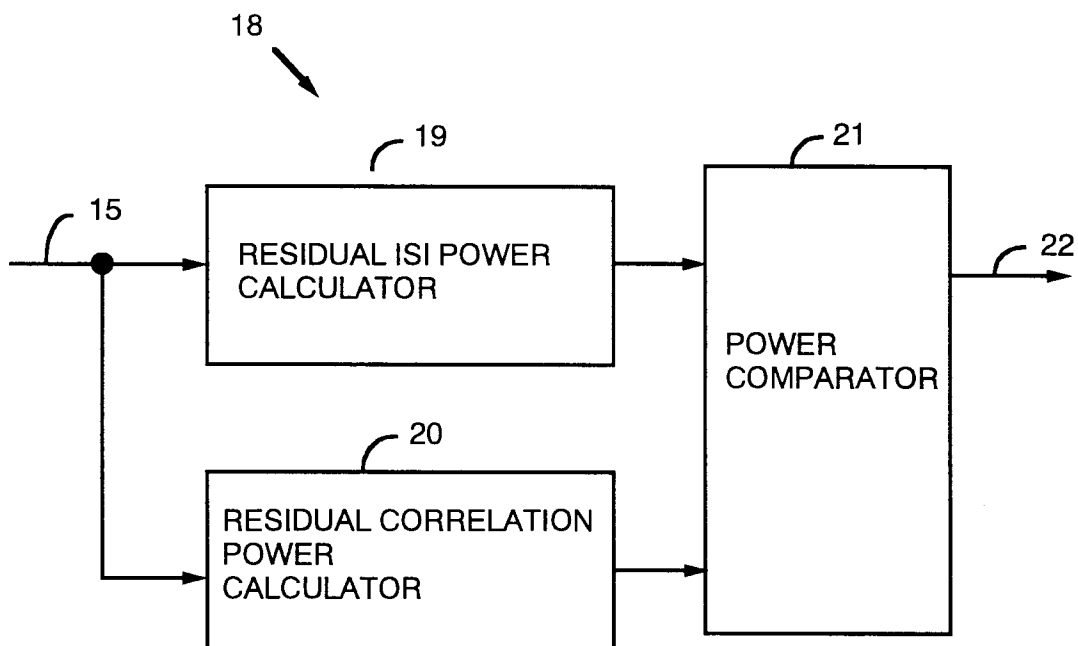 18
19
21
15
RESIDUAL ISI POWER
CALCULATOR
22
POWER
COMPARATOR
20
RESIDUAL CORRELATION
POWER
CALCULATOR